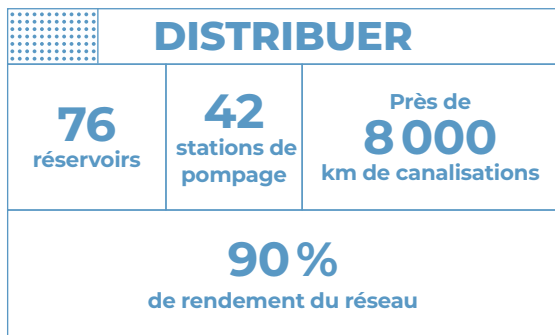 DISTRIBUER
76
réservoirs
42
stations de
pompage
Près de
8 000
km de canalisations
90 %
de rendement du réseau